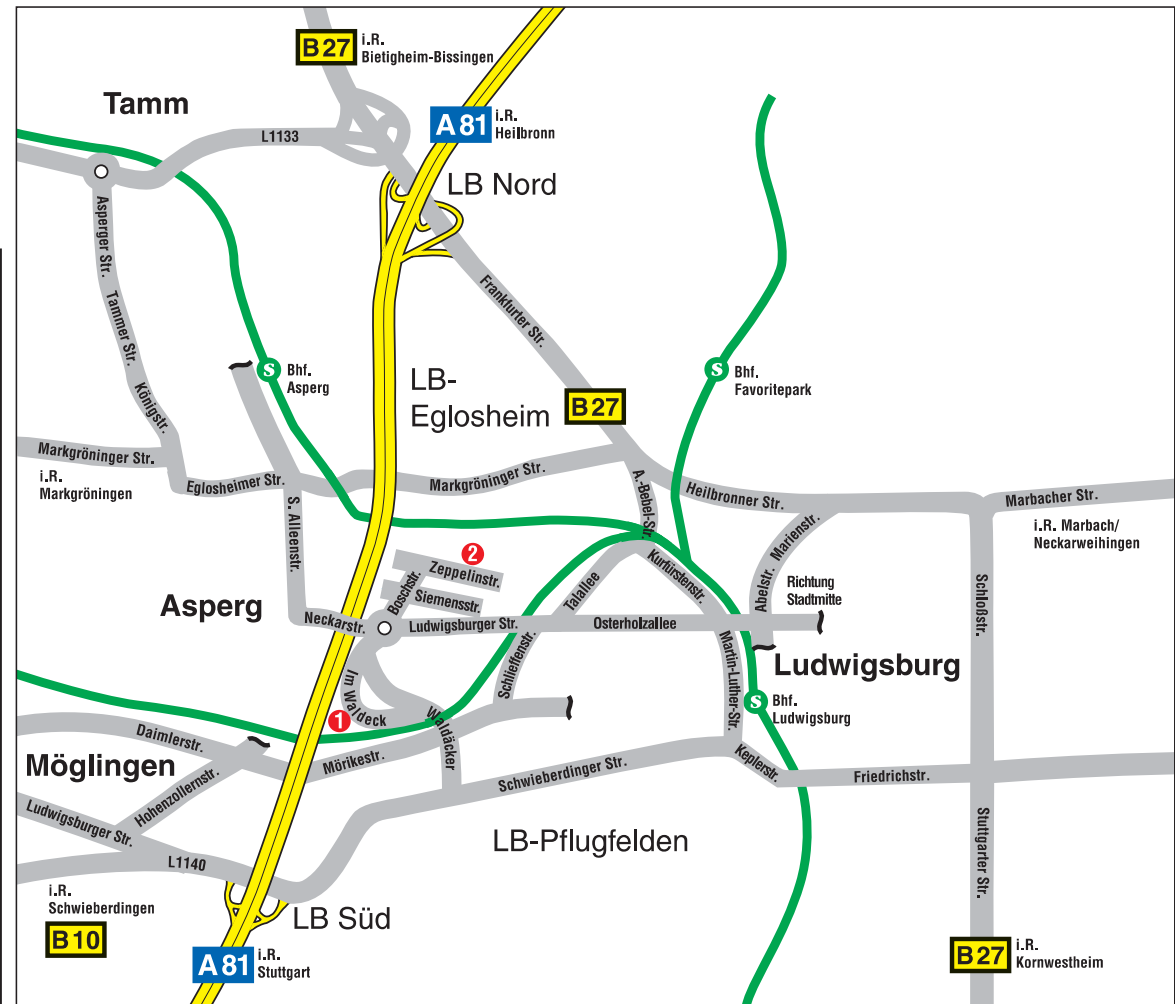 B27
i.R.
Bietigheim-Bissingen
Tamm
A81
i.R.
Heilbronn
L1133
LB Nord
Asperger Str.
Tammer Str.
Königstr.
Frankfurter Str.
S
Bhf.
Asperg
LB-
Eglosheim
B27
S
Bhf.
Favoritepark
Markgröninger Str.
i.R.
Markgröningen
Eglosheimer Str.
Markgröninger Str.
A.-Bebel-Str.
Heilbronner Str.
Marbacher Str.
i.R. Marbach/
Neckarweihingen
S. Alleenstr.
2
Zeppelinstr.
Boschstr.
Siemensstr.
Talallee
Kurfürstenstr.
Abelstr.
Marienstr.
Richtung
Stadtmitte
Schloßstr.
Asperg
Neckarstr.
Ludwigsburger Str.
Osterholzallee
Schlieffenstr.
Martin-Luther-Str.
Ludwigsburg
Im Waldeck
1
Waldäcker
S
Bhf.
Ludwigsburg
Daimlerstr.
Möglingen
Hohenzollernstr.
Mörikestr.
Schwieberdinger Str.
Keplerstr.
Friedrichstr.
Ludwigsburger Str.
L1140
LB-Pflugfelden
Stuttgarter Str.
i.R.
Schwieberdingen
B10
LB Süd
A81
i.R.
Stuttgart
B27
i.R.
Kornwestheim